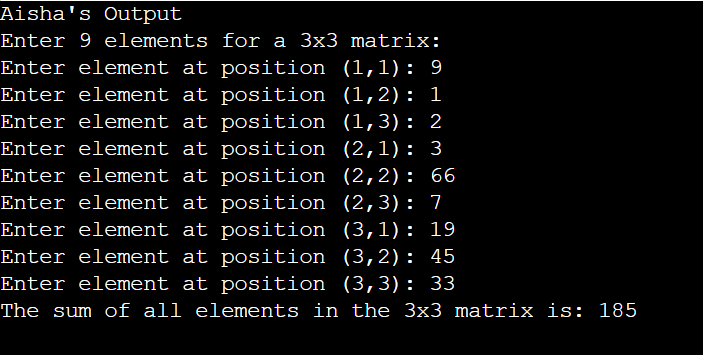 Aisha's Output
Enter 9 elements for a 3x3 matrix:
Enter element at position (1,1): 9
Enter element at position (1,2): 1
Enter element at position (1,3): 2
Enter element at position (2,1): 3
Enter element at position (2,2): 66
Enter element at position (2,3): 7
Enter element at position (3,1): 19
Enter element at position (3,2): 45
Enter element at position (3,3): 33
The sum of all elements in the 3x3 matrix is: 185